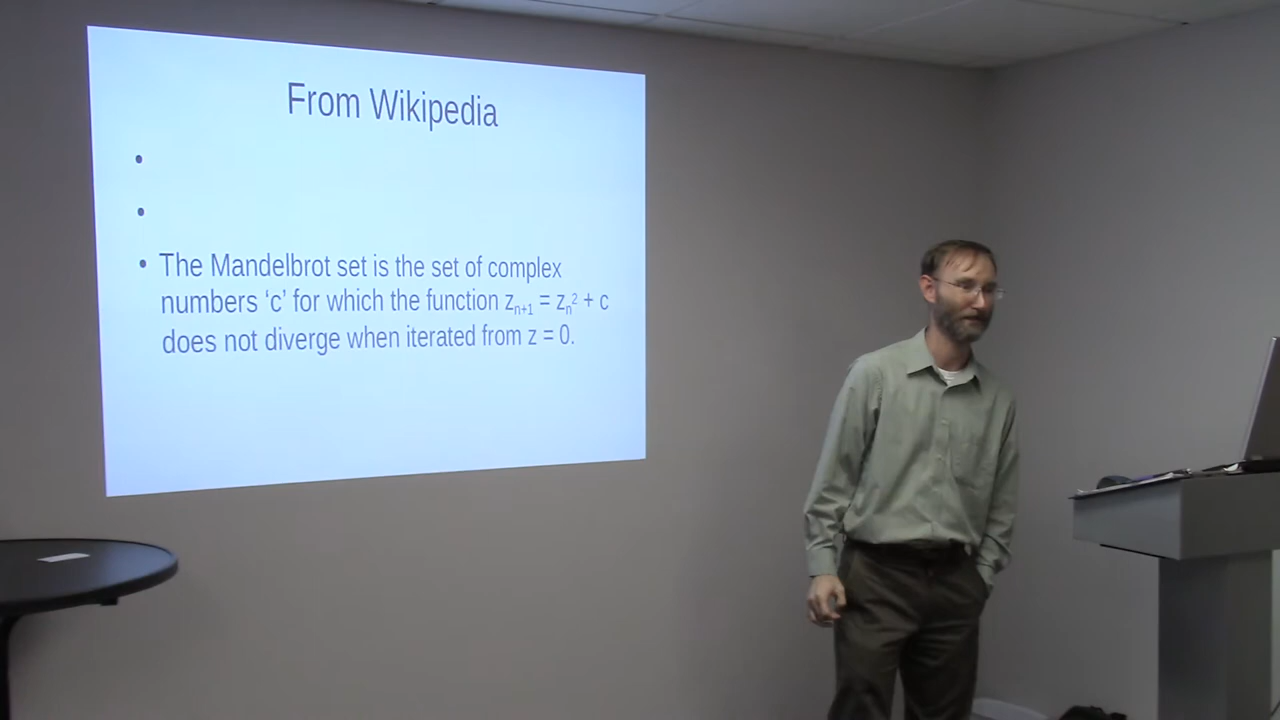 From Wikipedia
•
•
• The Mandelbrot set is the set of complex
numbers ‘c’ for which the function zₙ₊₁ = zₙ² + c
does not diverge when iterated from z = 0.